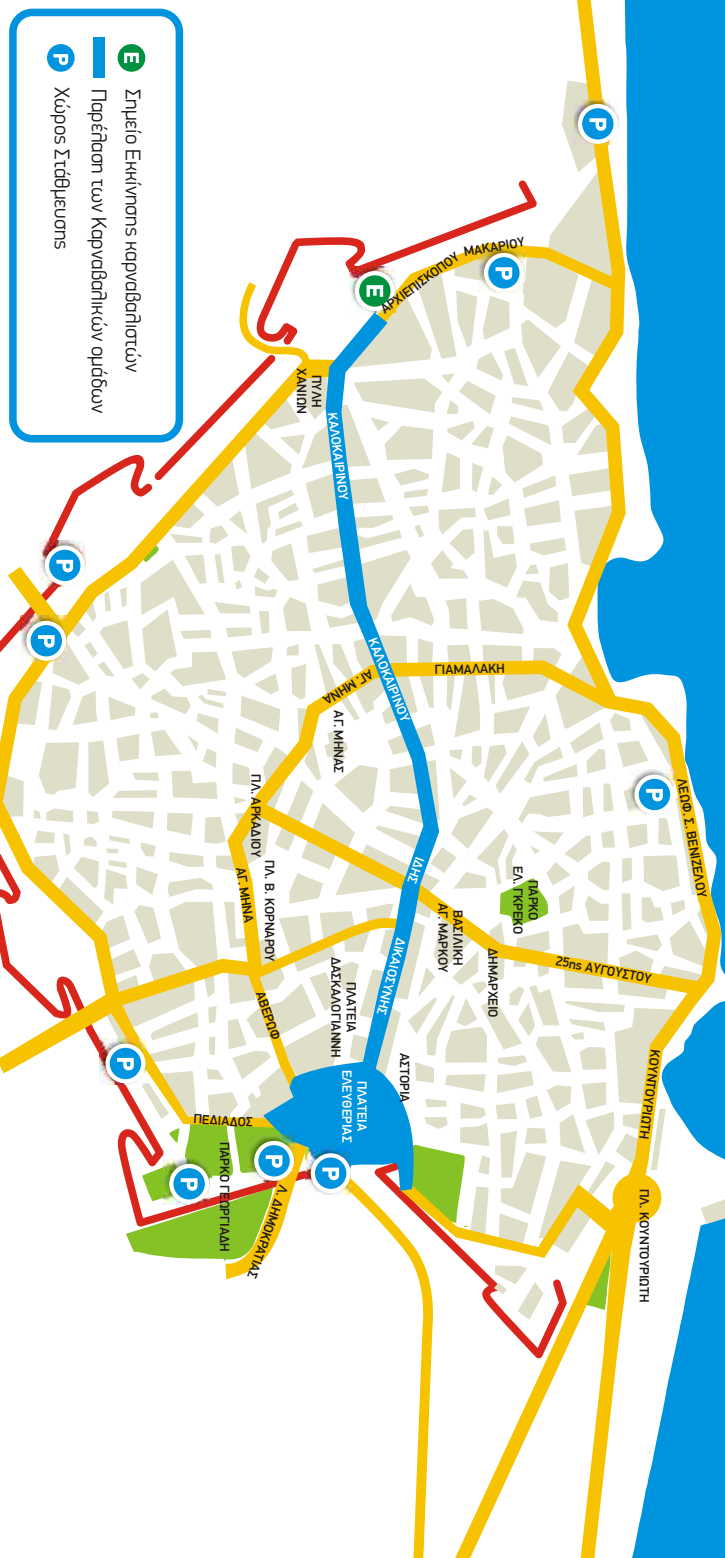 E Σημείο Εκκίνησης καρναβαλιστών
Παρέλαση των Καρναβαλικών ομάδων
P Χώρος Στάθμευσης
P
P
ΑΡΧΙΕΠΙΣΚΟΠΟΥ ΜΑΚΑΡΙΟΥ
E
ΠΥΛΗ
ΧΑΝΙΩΝ
ΚΑΛΟΚΑΙΡΙΝΟΥ
P
P
ΚΑΛΟΚΑΙΡΙΝΟΥ
ΓΙΑΜΑΛΑΚΗ
ΑΓ. ΜΗΝΑ
ΑΓ. ΜΗΝΑΣ
P
ΛΕΩΦ. Σ. ΒΕΝΙΖΕΛΟΥ
ΠΛ. ΑΡΚΑΔΙΟΥ
ΑΓ. ΜΗΝΑ
ΠΛ. Β. ΚΟΡΝΑΡΟΥ
ΙΔΗΣ
ΠΑΡΚΟ
ΕΛ. ΓΚΡΕΚΟ
ΒΑΣΙΛΙΚΗ
ΑΓ. ΜΑΡΚΟΥ
ΔΗΜΑΡΧΕΙΟ
25ης ΑΥΓΟΥΣΤΟΥ
ΔΙΚΑΙΟΣΥΝΗΣ
ΠΛΑΤΕΙΑ
ΔΑΣΚΑΛΟΓΙΑΝΝΗ
ΑΒΕΡΩΦ
ΑΣΤΟΡΙΑ
ΠΛΑΤΕΙΑ
ΕΛΕΥΘΕΡΙΑΣ
ΚΟΥΝΤΟΥΡΙΩΤΗ
P
ΠΕΔΙΑΔΟΣ
P
P
P
ΠΑΡΚΟ ΓΕΩΡΓΙΑΔΗ
Λ. ΔΗΜΟΚΡΑΤΙΑΣ
ΠΛ. ΚΟΥΝΤΟΥΡΙΩΤΗ